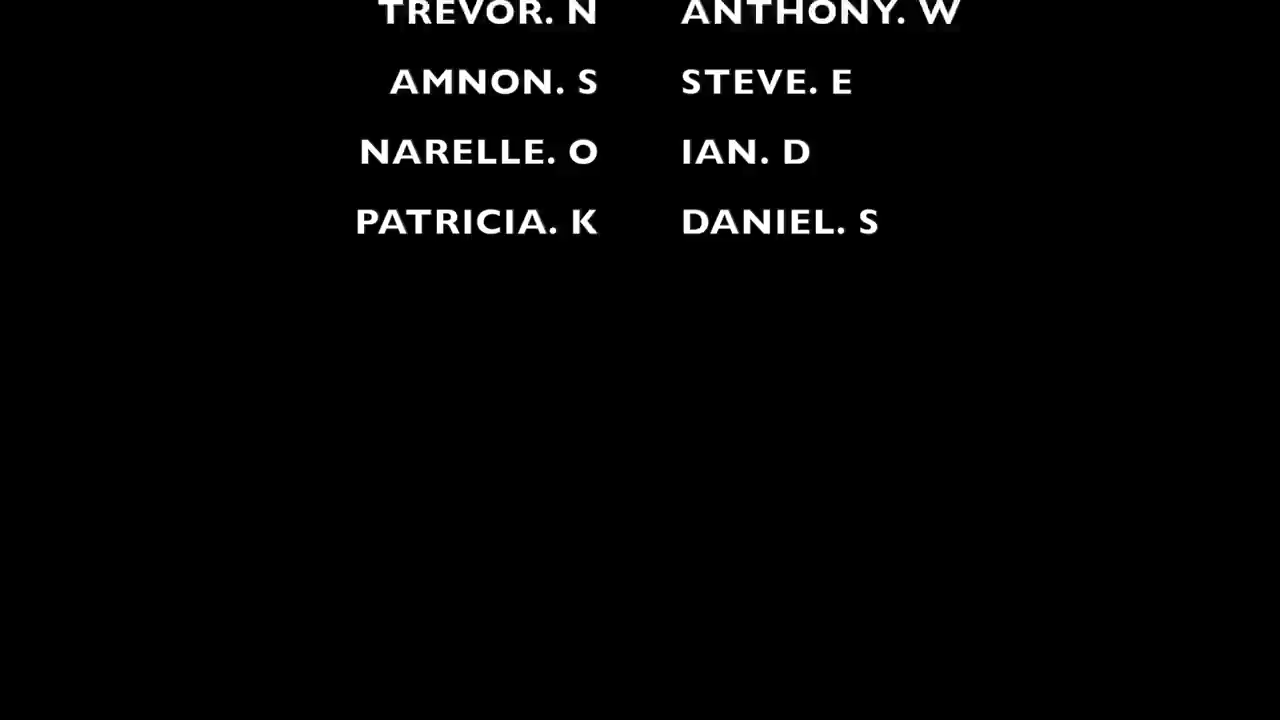 TREVOR. N ANTHONY. W
AMNON. S STEVE. E
NARELLE. O IAN. D
PATRICIA. K DANIEL. S